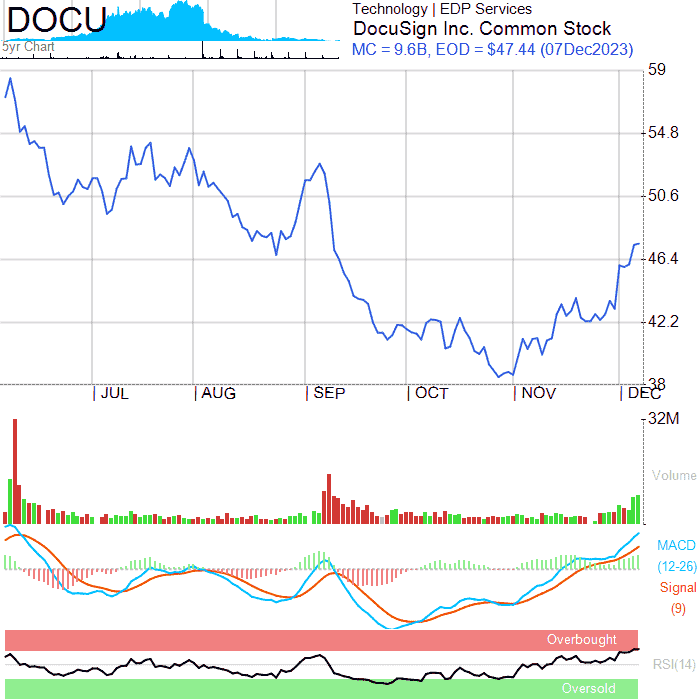 DOCU
5yr Chart
Technology | EDP Services
DocuSign Inc. Common Stock
MC = 9.6B, EOD = $47.44 (07Dec2023)
59
54.8
50.6
46.4
42.2
38
JUL AUG SEP OCT NOV DEC
32M
Volume
MACD
(12-26)
Signal
(9)
Overbought
RSI(14)
Oversold